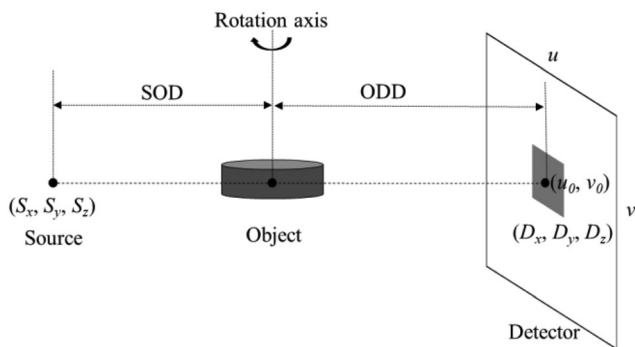 Rotation axis
u
SOD
ODD
(u0, v0)
(Sx, Sy, Sz)
v
Source
Object
(Dx, Dy, Dz)
Detector